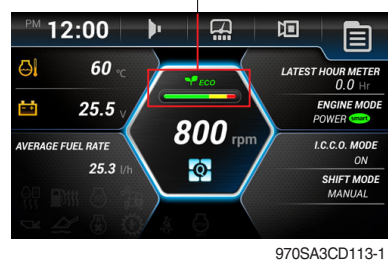 PM 12:00
60 °C
ECO
LATEST HOUR METER
0.0 Hr
25.5 V
ENGINE MODE
POWER smart
AVERAGE FUEL RATE
25.3 l/h
800 rpm
I.C.C.O. MODE
ON
SHIFT MODE
MANUAL
970SA3CD113-1